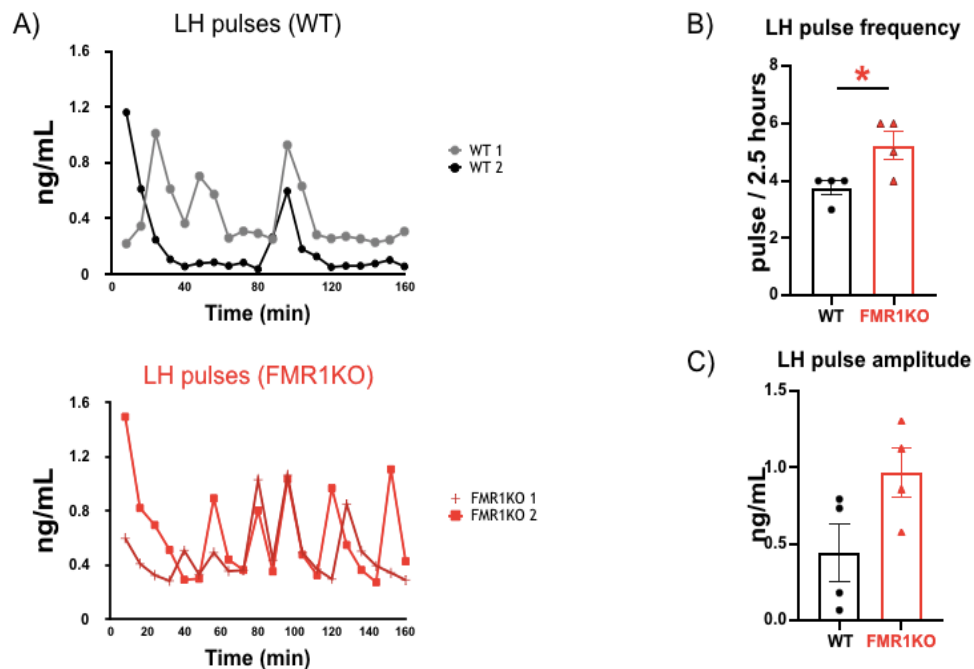 A)
LH pulses (WT)
ng/mL
1.6
1.2
0.8
0.4
0
0 40 80 120 160
Time (min)
WT 1
WT 2
LH pulses (FMR1KO)
ng/mL
1.6
1.2
0.8
0.4
0
0 20 40 60 80 100 120 140 160
Time (min)
FMR1KO 1
FMR1KO 2
B)
LH pulse frequency
*
pulse / 2.5 hours
8
6
4
2
0
WT FMR1KO
C)
LH pulse amplitude
ng/mL
1.5
1.0
0.5
0.0
WT FMR1KO